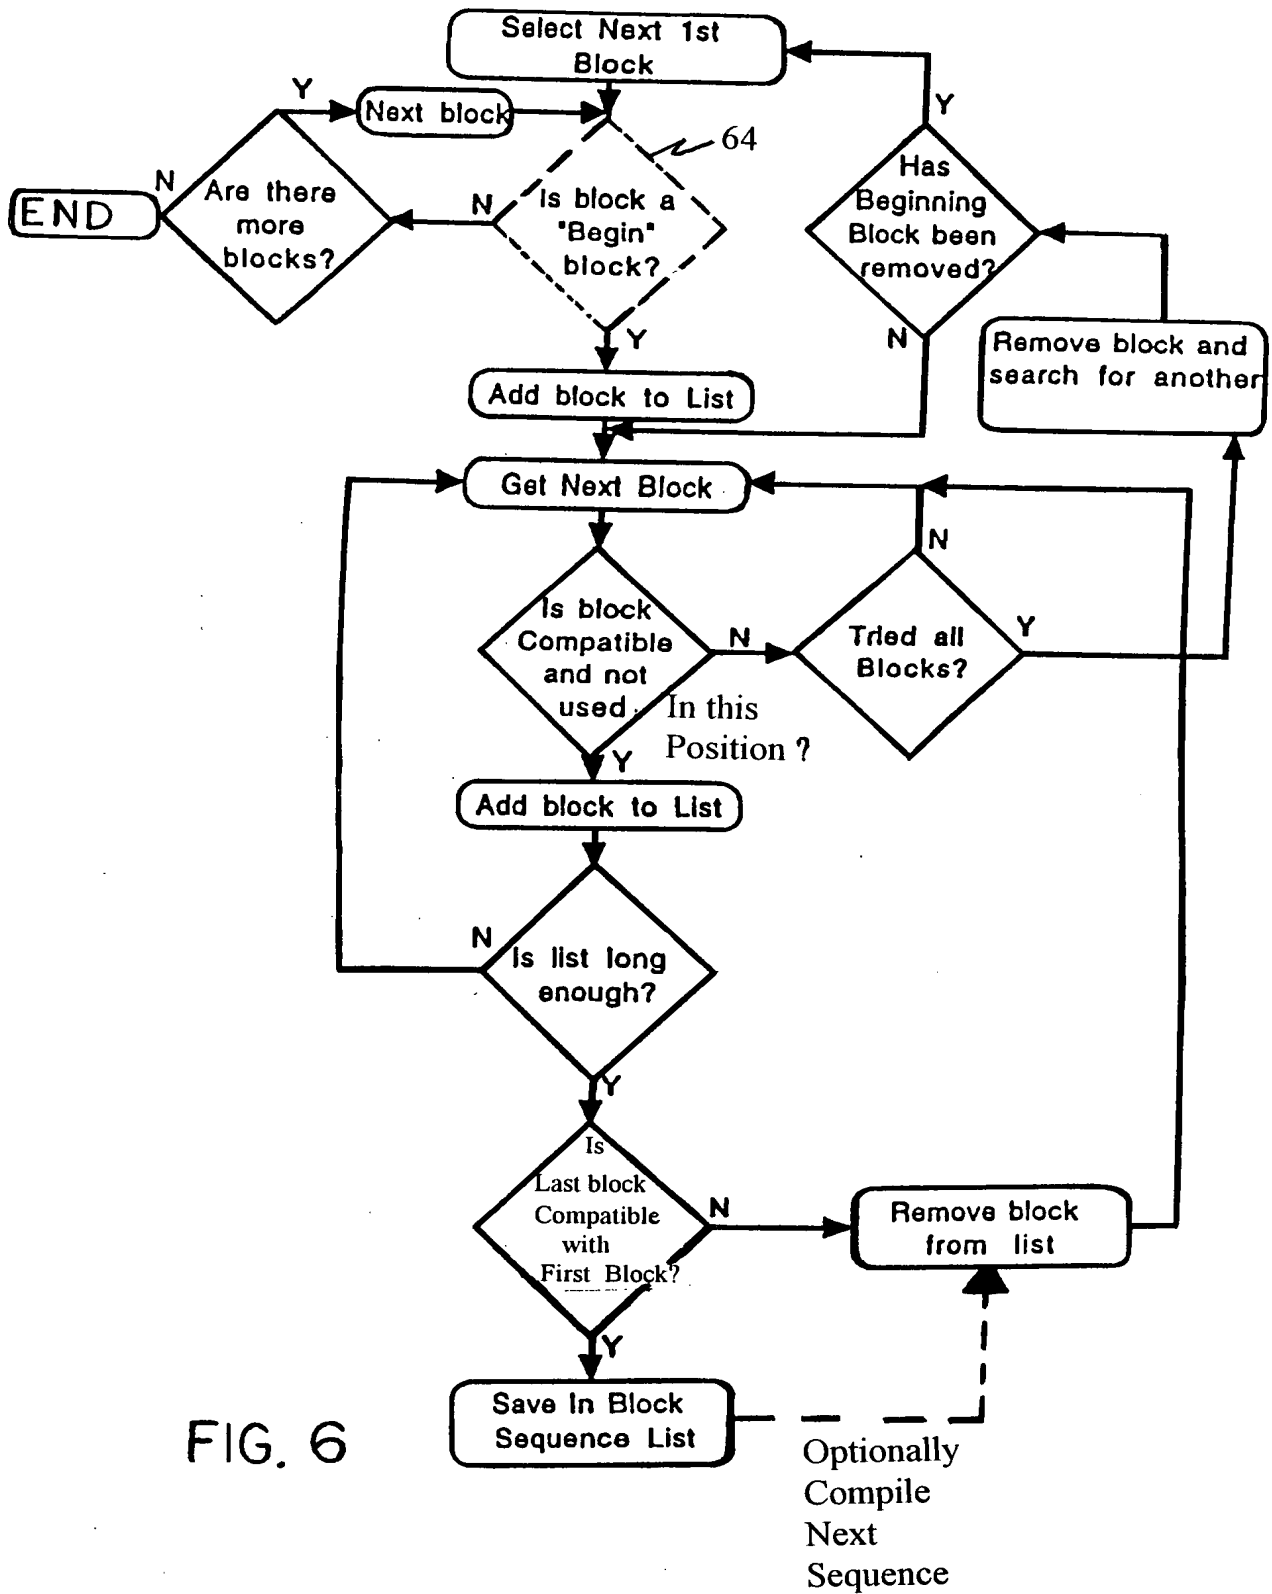 Select Next 1st
Block
Y
Next block
Y
64
Has
Beginning
Block been
removed?
N
Are there
more
blocks?
END
N
Is block a
"Begin"
block?
Y
N
Remove block and
search for another
Add block to List
Get Next Block
N
Is block
Compatible
and not
used
In this
Position ?
N
Tried all
Blocks?
Y
Y
Add block to List
N
Is list long
enough?
Y
Is
Last block
Compatible
with
First Block?
N
Remove block
from list
Y
Save In Block
Sequence List
FIG. 6
Optionally
Compile
Next
Sequence